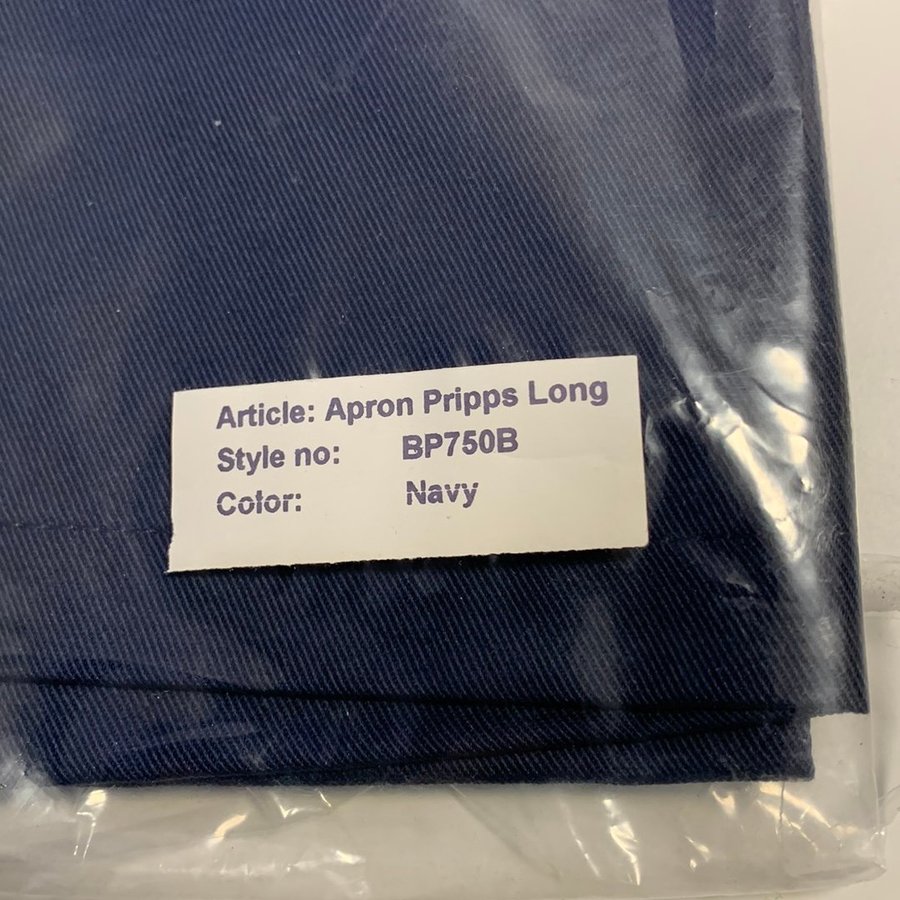 Article: Apron Pripps Long
Style no: BP750B
Color: Navy